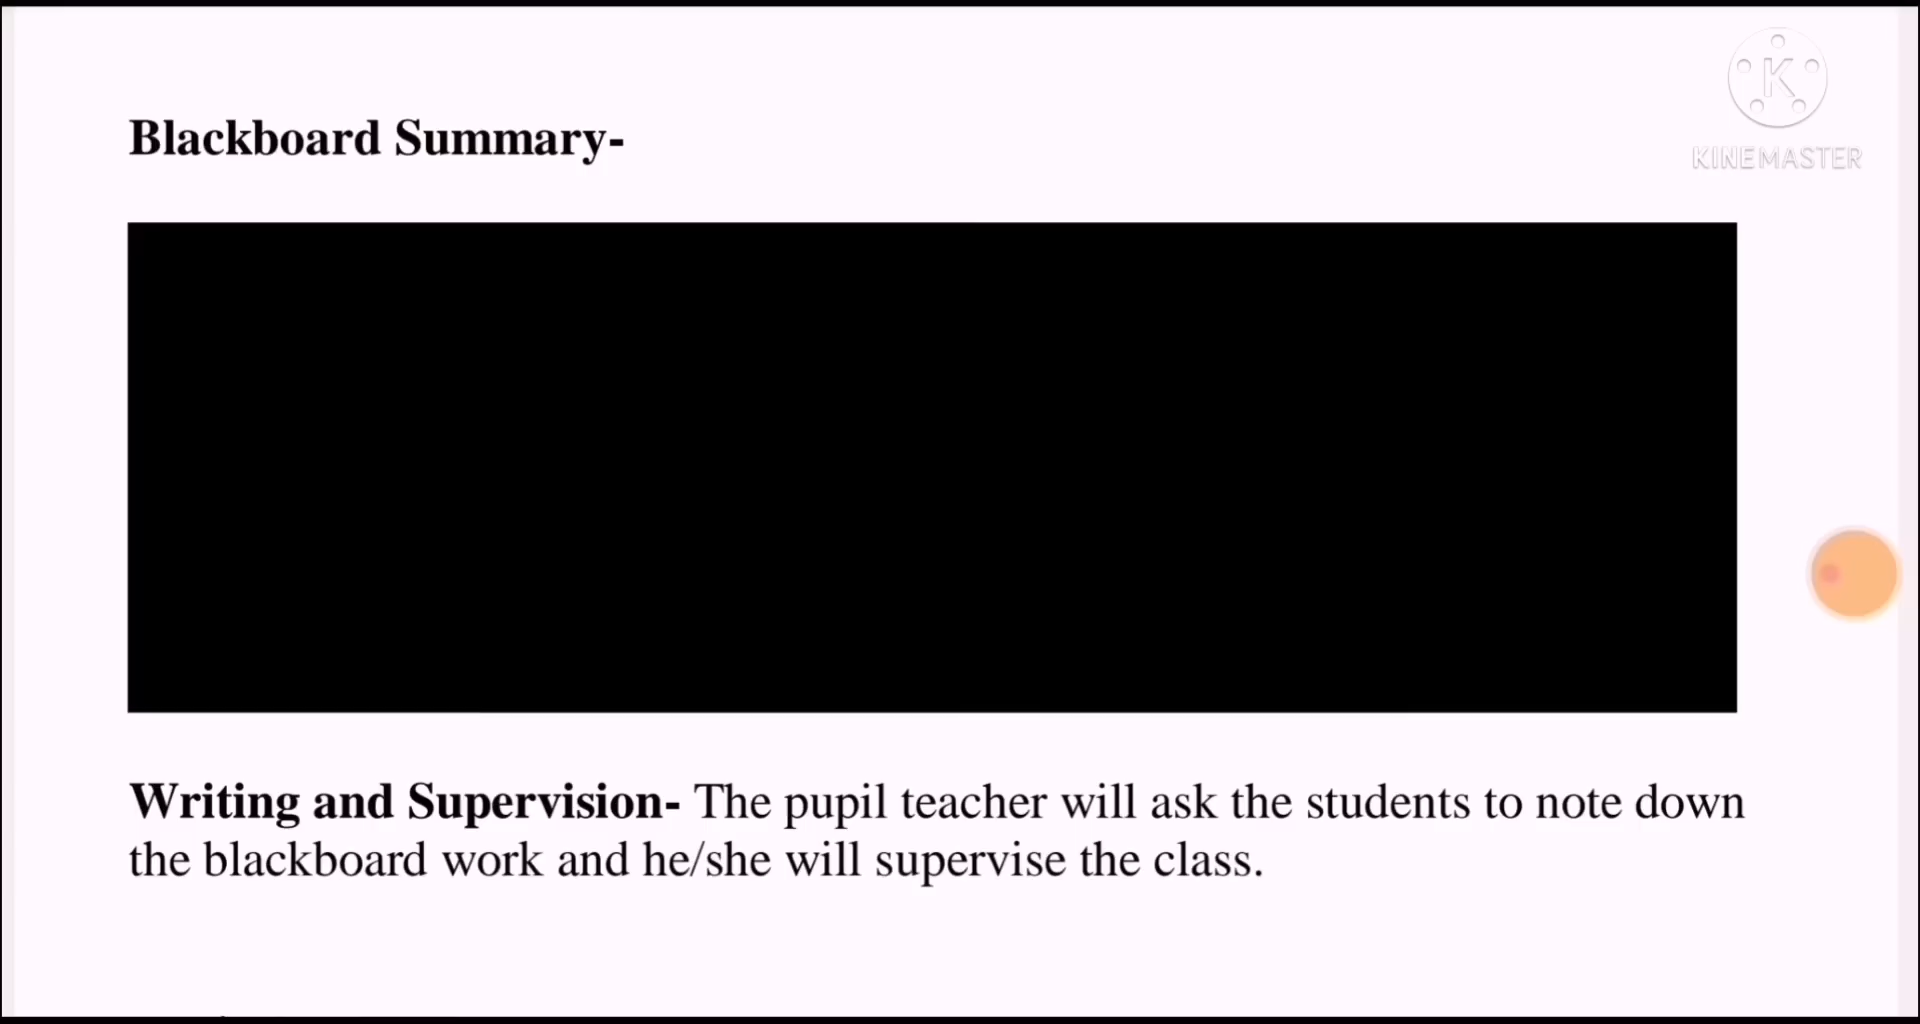 K
KINEMASTER
Blackboard Summary-
Writing and Supervision- The pupil teacher will ask the students to note down
the blackboard work and he/she will supervise the class.